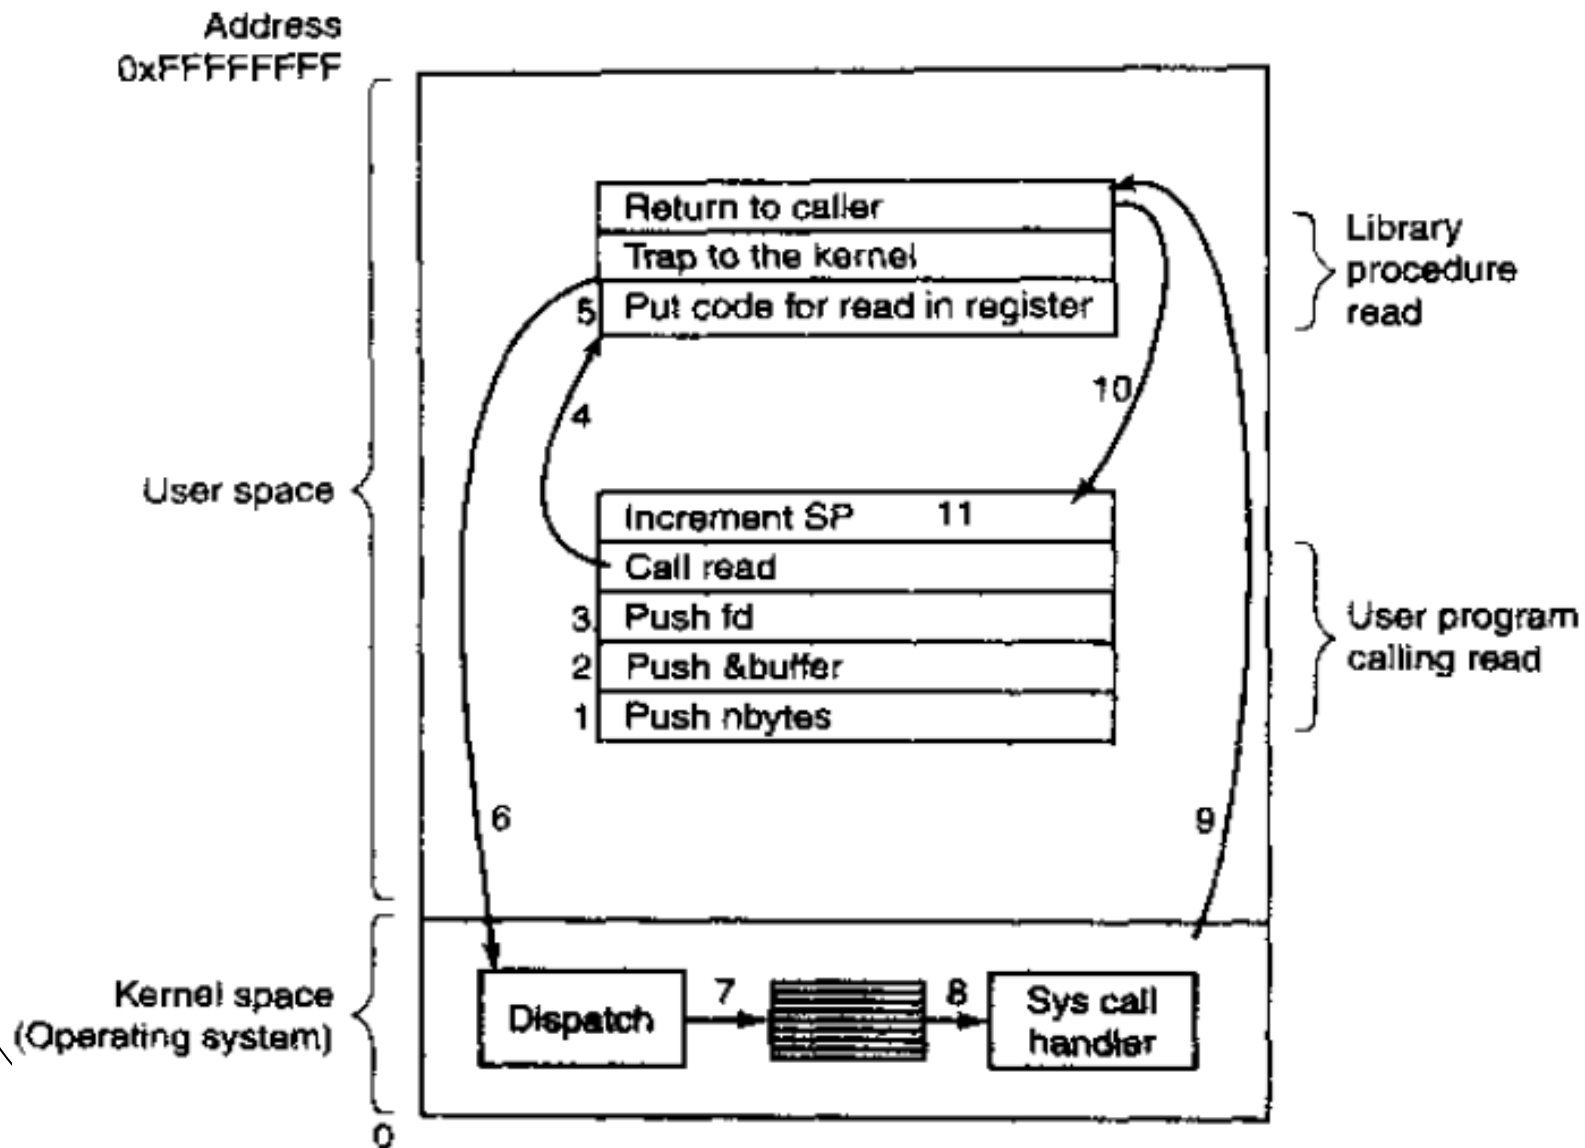 Address
0xFFFFFFFF
Return to caller
Trap to the kernel
5 Put code for read in register
Library
procedure
read
4
10
User space
Increment SP 11
Call read
3 Push fd
2 Push &buffer
1 Push nbytes
User program
calling read
6
9
Kernel space
(Operating system)
Dispatch
7
8
Sys call
handler
0